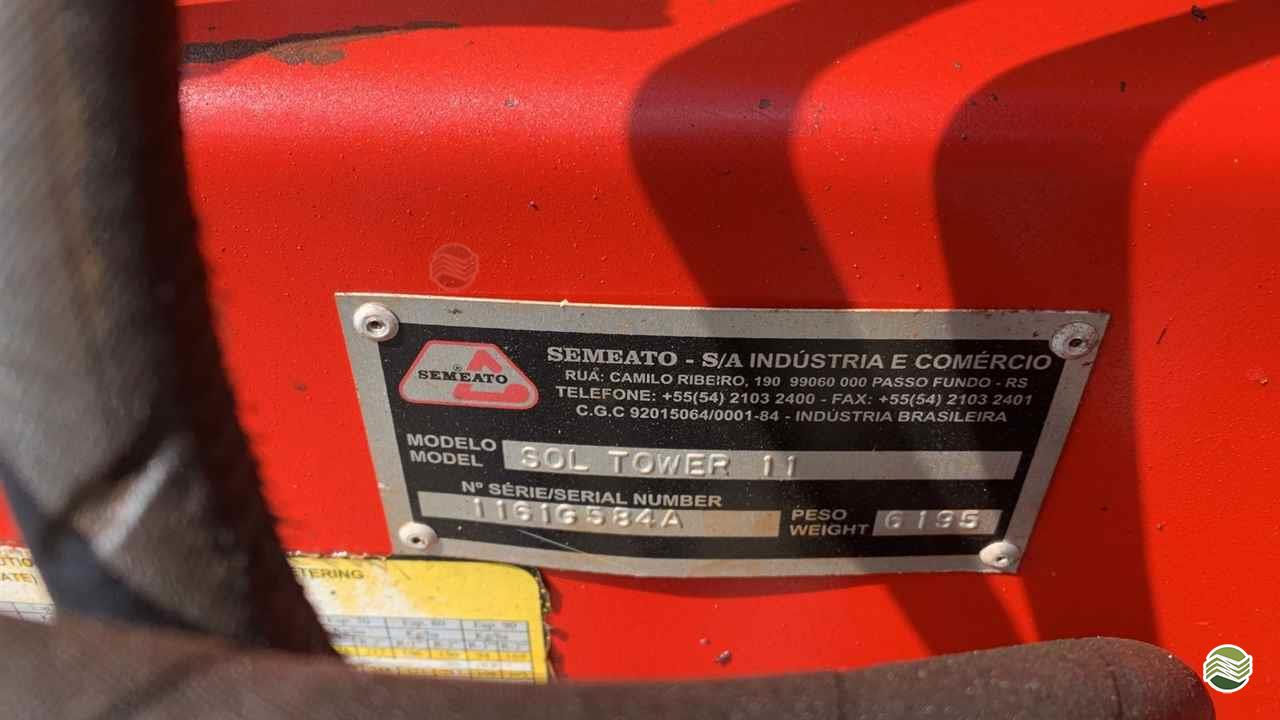 SEMEATO - S/A INDÚSTRIA E COMÉRCIO
RUA: CAMILO RIBEIRO, 190 99060 000 PASSO FUNDO - RS
TELEFONE: +55(54) 2103 2400 - FAX: +55(54) 2103 2401
C.G.C 92015064/0001-84 - INDÚSTRIA BRASILEIRA
SEMEATO
®
MODELO
MODEL
SOL TOWER 11
Nº SÉRIE/SERIAL NUMBER
1161G584A
PESO
WEIGHT
6195